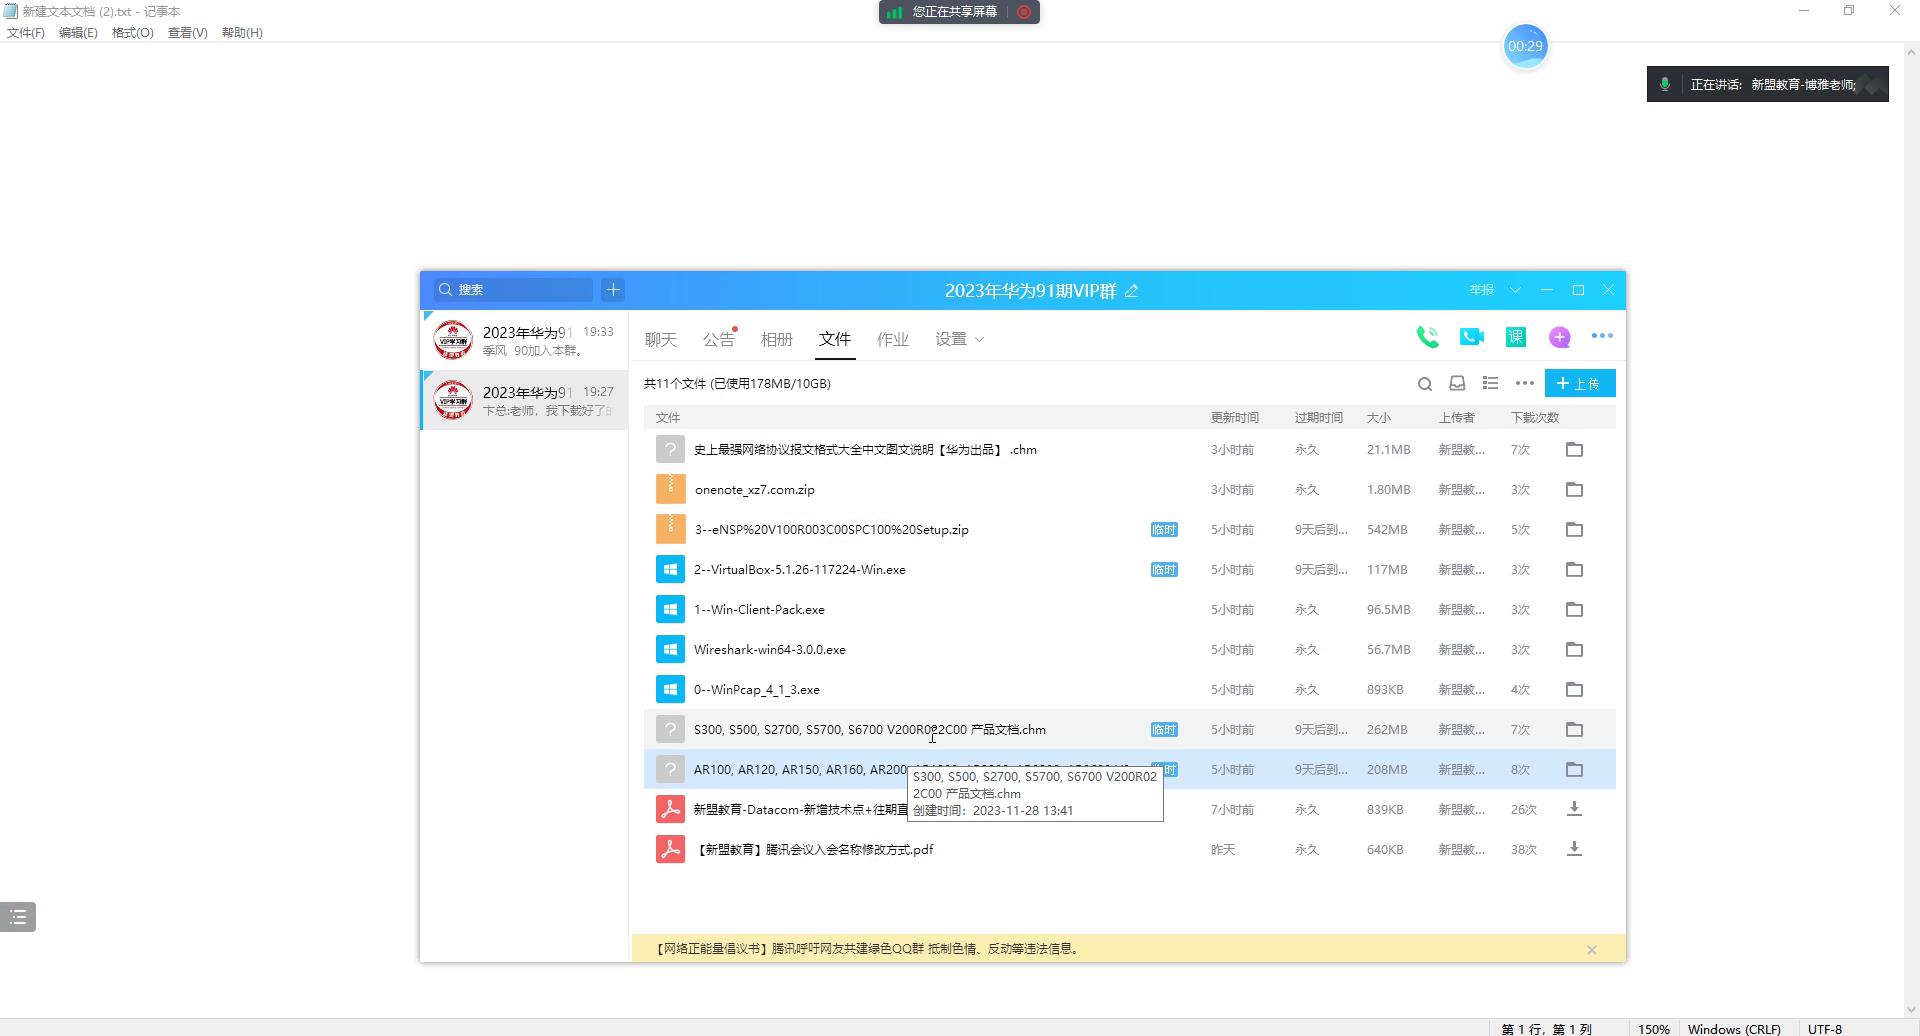 新建文本文档 (2).txt - 记事本
文件(F) 编辑(E) 格式(O) 查看(V) 帮助(H)
您正在共享屏幕
00:29
正在讲话: 新盟教育-博雅老师;
搜索
2023年华为91期VIP群
举报
2023年华为91 19:33
季风 90加入本群。
2023年华为91 19:27
卞总:老师，我下载好了的
聊天 公告 相册 文件 作业 设置
课
共11个文件 (已使用178MB/10GB)
上传
文件 更新时间 过期时间 大小 上传者 下载次数
史上最强网络协议报文格式大全中文图文说明【华为出品】 .chm 3小时前 永久 21.1MB 新盟教... 7次
onenote_xz7.com.zip 3小时前 永久 1.80MB 新盟教... 3次
3--eNSP%20V100R003C00SPC100%20Setup.zip 临时 5小时前 9天后到... 542MB 新盟教... 5次
2--VirtualBox-5.1.26-117224-Win.exe 临时 5小时前 9天后到... 117MB 新盟教... 3次
1--Win-Client-Pack.exe 5小时前 永久 96.5MB 新盟教... 3次
Wireshark-win64-3.0.0.exe 5小时前 永久 56.7MB 新盟教... 3次
0--WinPcap_4_1_3.exe 5小时前 永久 893KB 新盟教... 4次
S300, S500, S2700, S5700, S6700 V200R022C00 产品文档.chm 临时 5小时前 9天后到... 262MB 新盟教... 7次
AR100, AR120, AR150, AR160, AR200 时 5小时前 9天后到... 208MB 新盟教... 8次
S300, S500, S2700, S5700, S6700 V200R02
2C00 产品文档.chm
创建时间：2023-11-28 13:41
新盟教育-Datacom-新增技术点+往期直 7小时前 永久 839KB 新盟教... 26次
【新盟教育】腾讯会议入会名称修改方式.pdf 昨天 永久 640KB 新盟教... 38次
【网络正能量倡议书】腾讯呼吁网友共建绿色QQ群 抵制色情、反动等违法信息。
第 1 行，第 1 列 150% Windows (CRLF) UTF-8